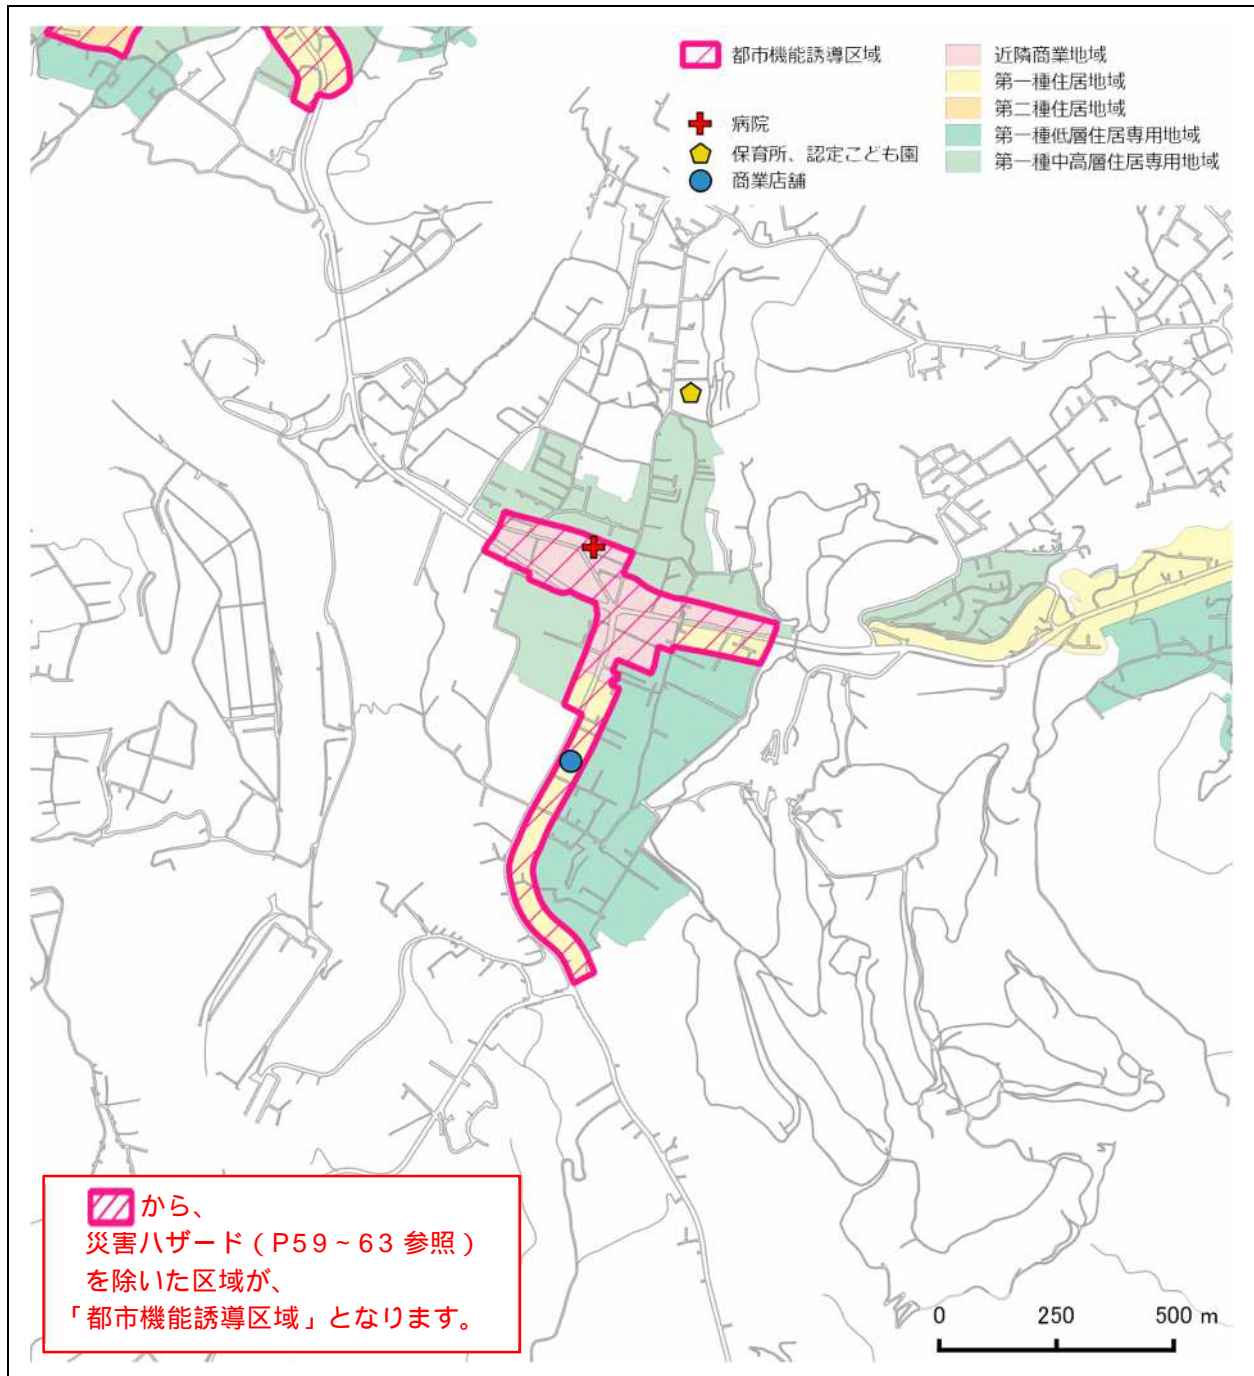 都市機能誘導区域
病院
保育所、認定こども園
商業店舗
近隣商業地域
第一種住居地域
第二種住居地域
第一種低層住居専用地域
第一種中高層住居専用地域
から、
災害ハザード（P59～63 参照）
を除いた区域が、
「都市機能誘導区域」となります。
0 250 500 m